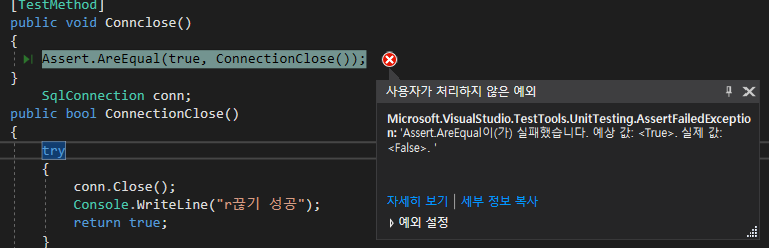 [TestMethod]
public void Connclose()
{
Assert.AreEqual(true, ConnectionClose());
}
SqlConnection conn;
public bool ConnectionClose()
{
try
{
conn.Close();
Console.WriteLine("r끊기 성공");
return true;
}
사용자가 처리하지 않은 예외
Microsoft.VisualStudio.TestTools.UnitTesting.AssertFailedExceptio
n: 'Assert.AreEqual이(가) 실패했습니다. 예상 값: <True>. 실제 값:
<False>. '
자세히 보기 | 세부 정보 복사
예외 설정